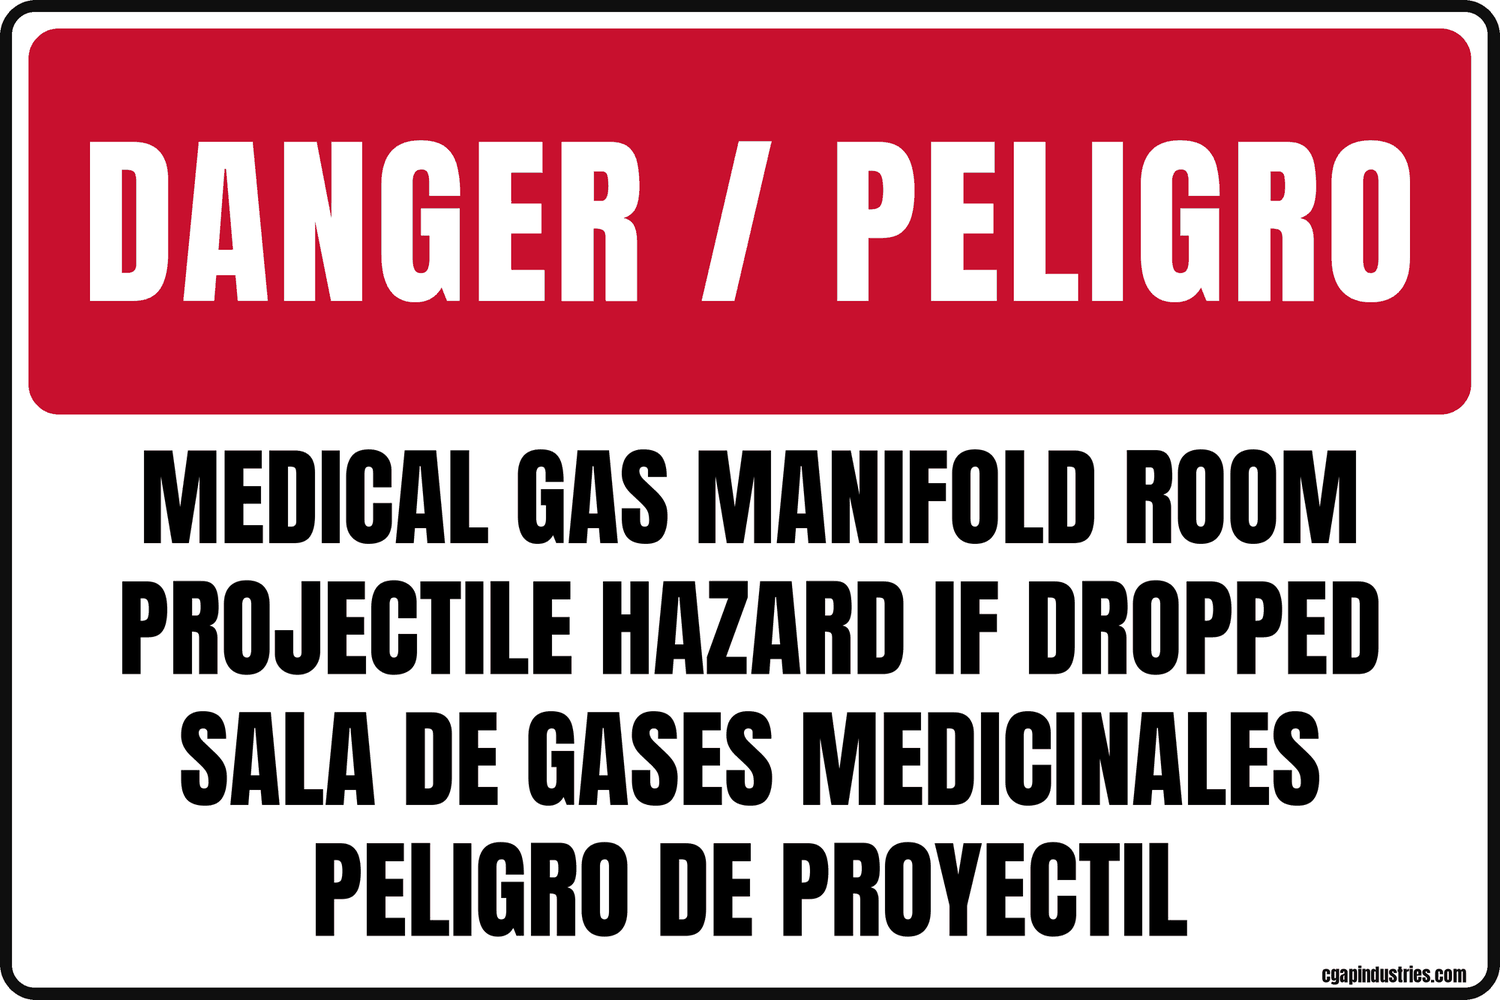 DANGER / PELIGRO
MEDICAL GAS MANIFOLD ROOM
PROJECTILE HAZARD IF DROPPED
SALA DE GASES MEDICINALES
PELIGRO DE PROYECTIL
cgapindustries.com